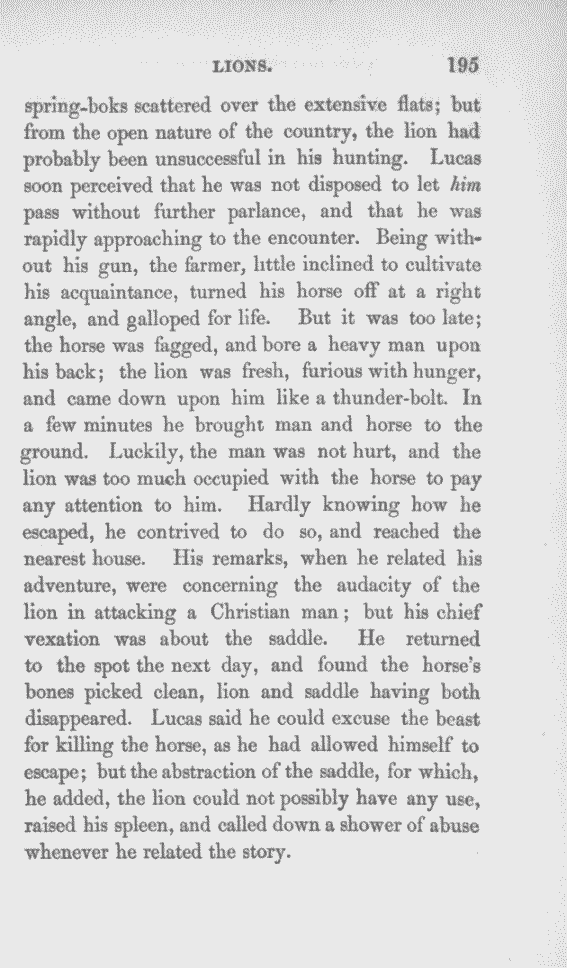 LIONS. 195
spring-boks scattered over the extensive flats; but
from the open nature of the country, the lion had
probably been unsuccessful in his hunting. Lucas
soon perceived that he was not disposed to let him
pass without further parlance, and that he was
rapidly approaching to the encounter. Being with-
out his gun, the farmer, little inclined to cultivate
his acquaintance, turned his horse off at a right
angle, and galloped for life. But it was too late;
the horse was fagged, and bore a heavy man upon
his back; the lion was fresh, furious with hunger,
and came down upon him like a thunder-bolt. In
a few minutes he brought man and horse to the
ground. Luckily, the man was not hurt, and the
lion was too much occupied with the horse to pay
any attention to him. Hardly knowing how he
escaped, he contrived to do so, and reached the
nearest house. His remarks, when he related his
adventure, were concerning the audacity of the
lion in attacking a Christian man; but his chief
vexation was about the saddle. He returned
to the spot the next day, and found the horse's
bones picked clean, lion and saddle having both
disappeared. Lucas said he could excuse the beast
for killing the horse, as he had allowed himself to
escape; but the abstraction of the saddle, for which,
he added, the lion could not possibly have any use,
raised his spleen, and called down a shower of abuse
whenever he related the story.